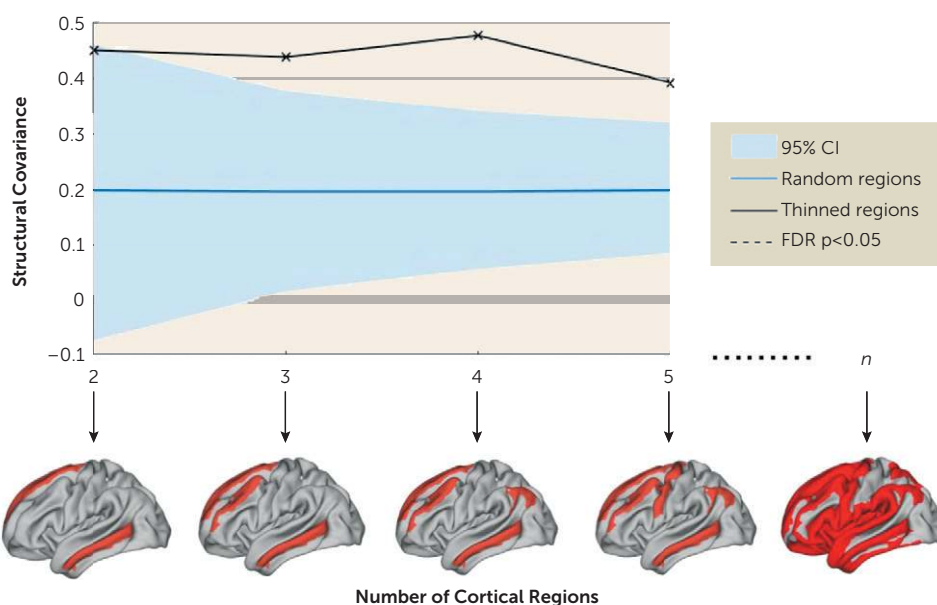 0.5
0.4
0.3
0.2
0.1
0
−0.1
Structural Covariance
2
3
4
5
n
95% CI
Random regions
Thinned regions
FDR p<0.05
Number of Cortical Regions